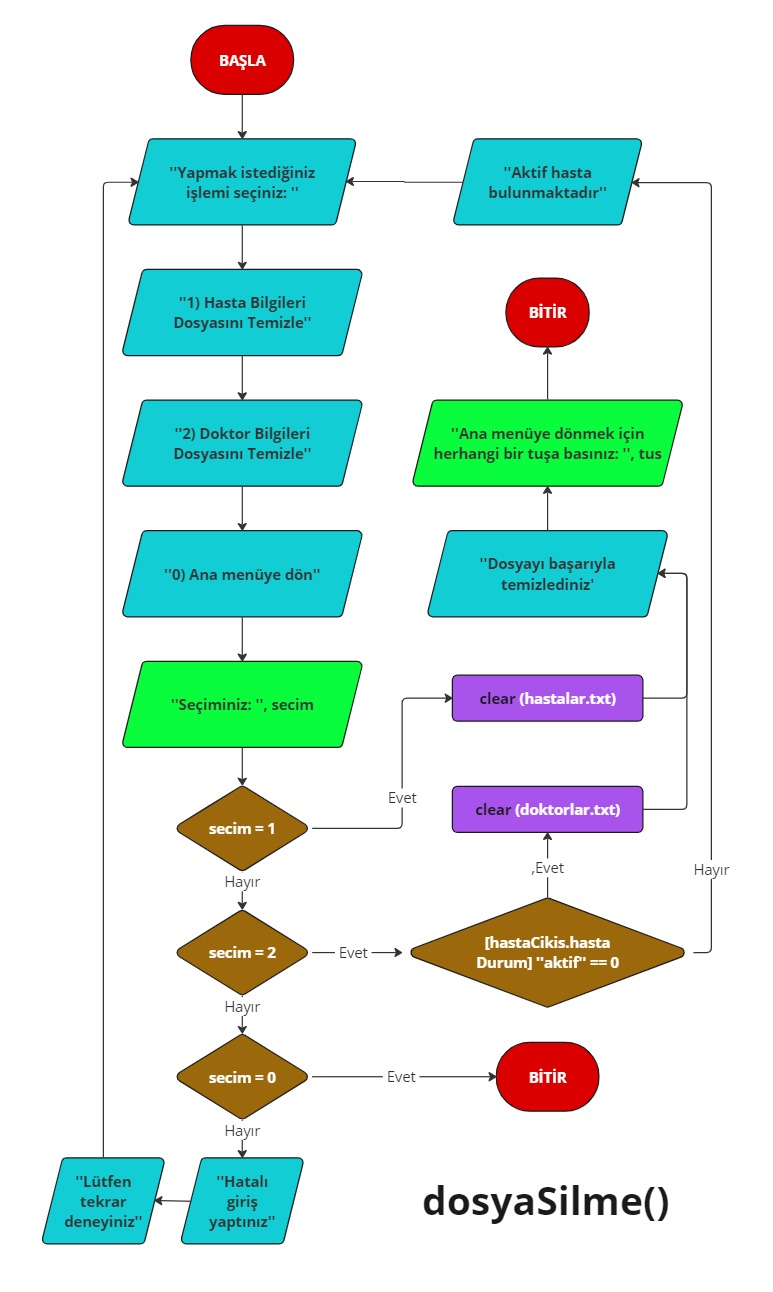 BAŞLA
''Yapmak istediğiniz
işlemi seçiniz: ''
''Aktif hasta
bulunmaktadır''
''1) Hasta Bilgileri
Dosyasını Temizle''
BİTİR
''2) Doktor Bilgileri
Dosyasını Temizle''
''Ana menüye dönmek için
herhangi bir tuşa basınız: '', tus
''0) Ana menüye dön''
''Dosyayı başarıyla
temizlediniz'
''Seçiminiz: '', secim
clear (hastalar.txt)
Evet
clear (doktorlar.txt)
secim = 1
,Evet
Hayır
Hayır
secim = 2
Evet
[hastaCikis.hasta
Durum] ''aktif'' == 0
Hayır
secim = 0
Evet
BİTİR
Hayır
''Lütfen
tekrar
deneyiniz''
''Hatalı
giriş
yaptınız''
dosyaSilme()